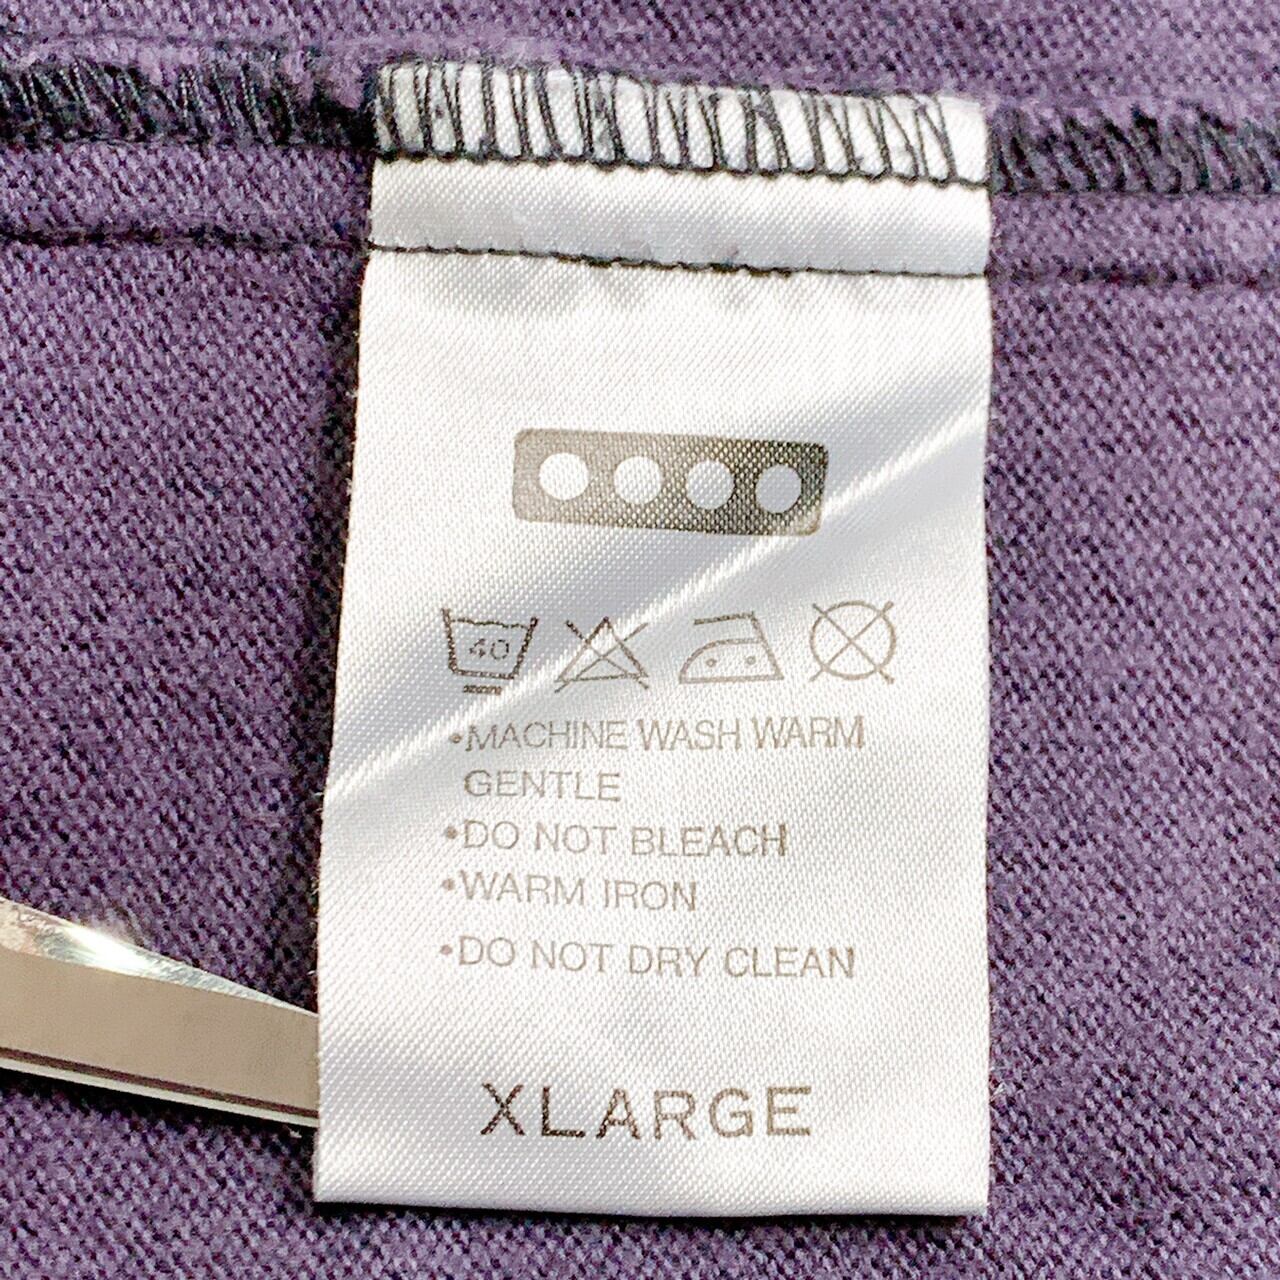 40
•MACHINE WASH WARM
GENTLE
•DO NOT BLEACH
•WARM IRON
•DO NOT DRY CLEAN
XLARGE